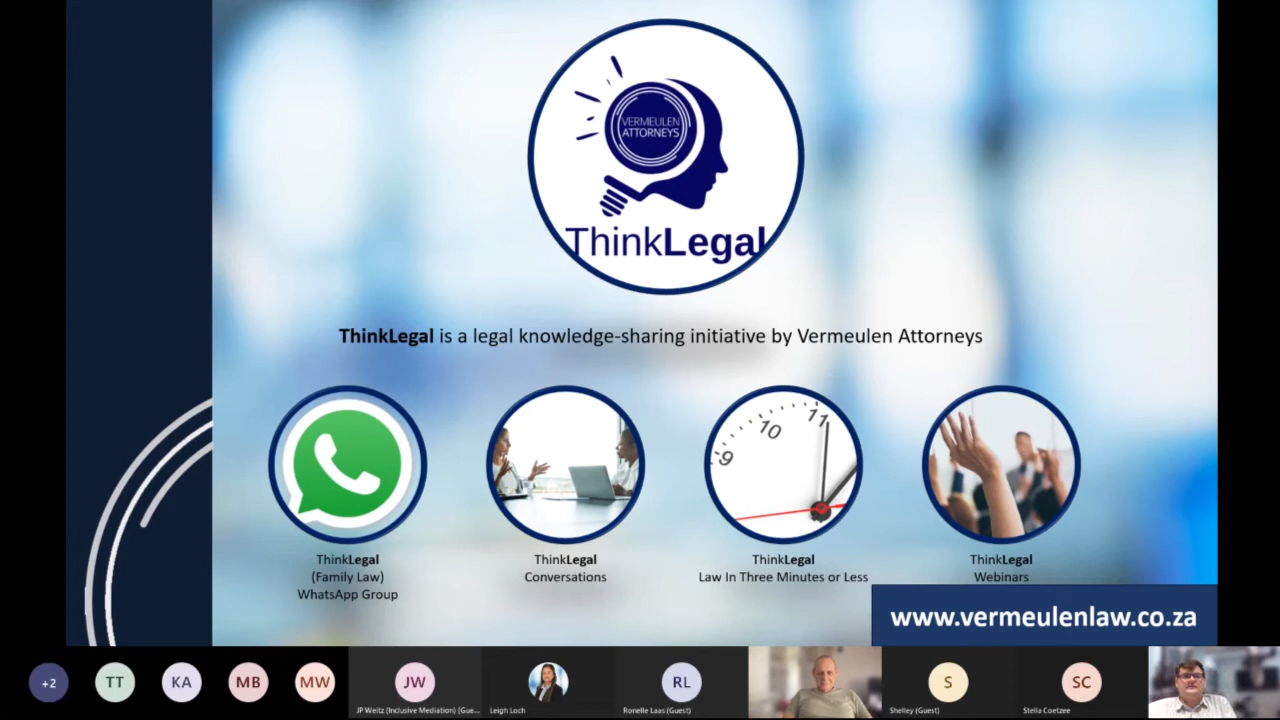 VERMEULEN
ATTORNEYS
ThinkLegal
ThinkLegal is a legal knowledge-sharing initiative by Vermeulen Attorneys
9
10
11
ThinkLegal
(Family Law)
WhatsApp Group
ThinkLegal
Conversations
ThinkLegal
Law In Three Minutes or Less
ThinkLegal
Webinars
www.vermeulenlaw.co.za
+2
TT
KA
MB
MW
JW
RL
S
SC
JP Weitz (Inclusive Mediation) (Gue...
Leigh Loch
Ronelle Laas (Guest)
Shelley (Guest)
Stella Coetzee